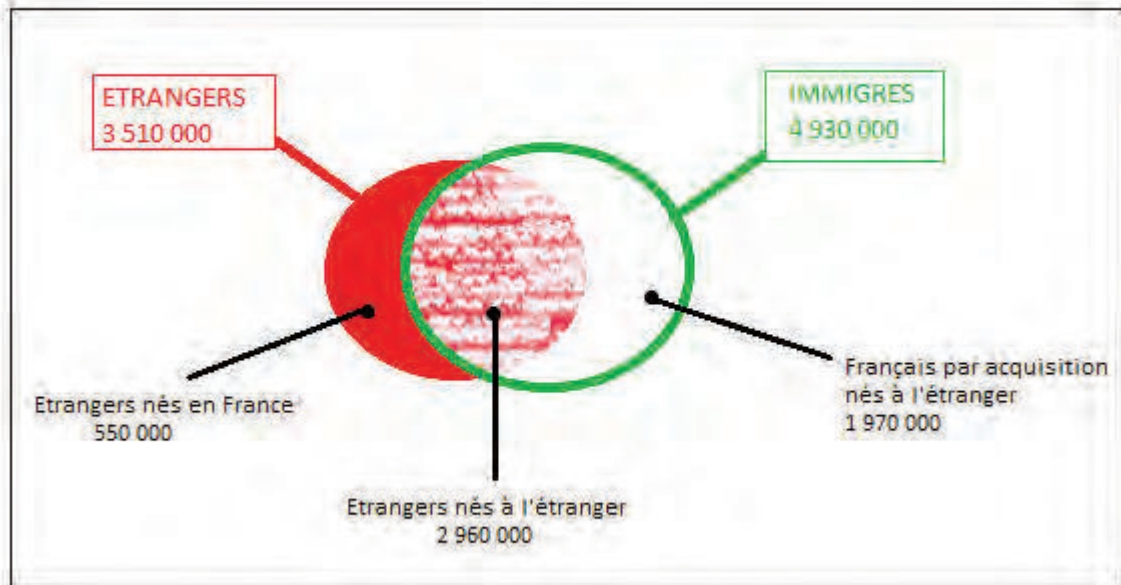 ETRANGERS
3 510 000
IMMIGRES
4 930 000
Etrangers nés en France
550 000
Etrangers nés à l'étranger
2 960 000
Français par acquisition
nés à l'étranger
1 970 000